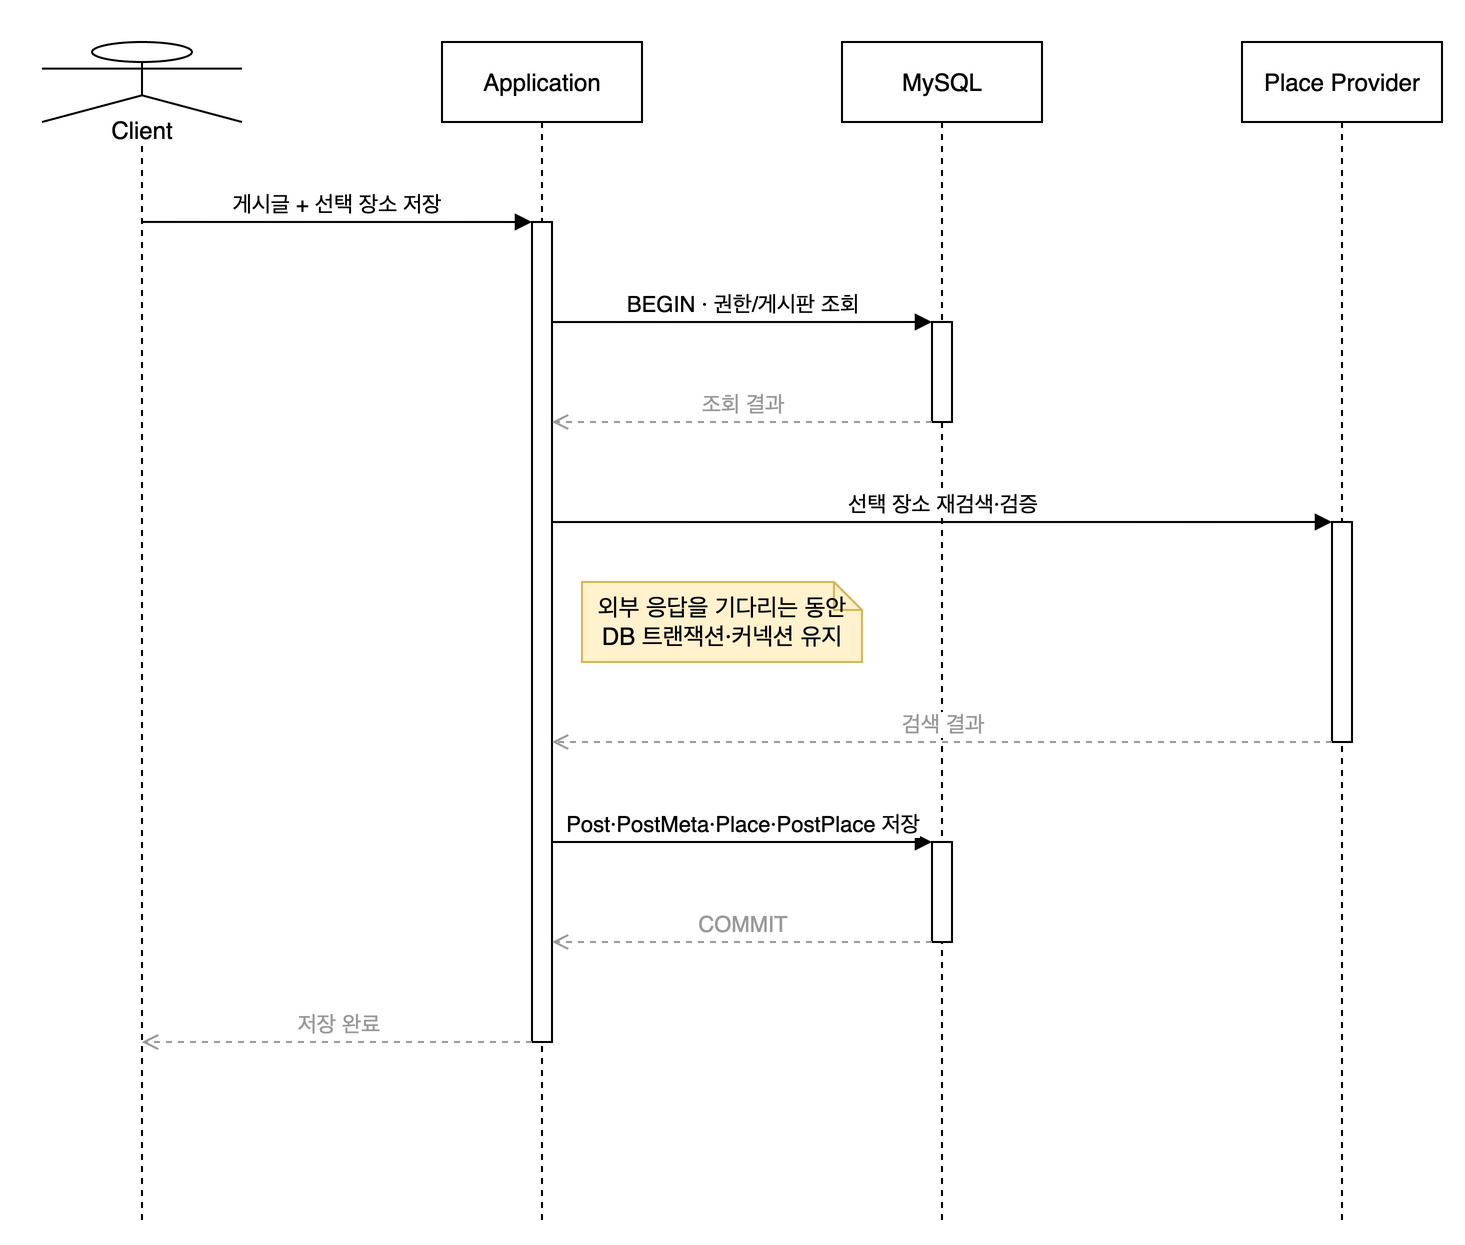 Client
Application
MySQL
Place Provider
게시글 + 선택 장소 저장
BEGIN · 권한/게시판 조회
조회 결과
선택 장소 재검색·검증
외부 응답을 기다리는 동안
DB 트랜잭션·커넥션 유지
검색 결과
Post·PostMeta·Place·PostPlace 저장
COMMIT
저장 완료